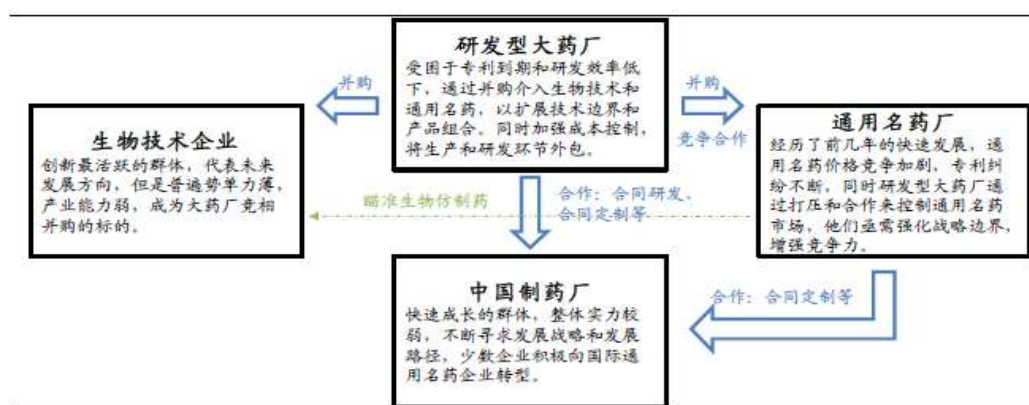 研发型大药厂
受困于专利到期和研发效率低
下，通过并购介入生物技术和
通用名药，以扩展技术边界和
产品组合。同时加强成本控制，
将生产和研发环节外包。
并购
并购
竞争合作
生物技术企业
创新最活跃的群体，代表未来
发展方向，但是普遍势单力薄，
产业能力弱，成为大药厂竞相
并购的标的。
通用名药厂
经历了前几年的快速发展，通
用名药价格竞争加剧，专利纠
纷不断，同时研发型大药厂通
过打压和合作来控制通用名药
市场，他们亟需强化战略边界，
增强竞争力。
瞄准生物仿制药
合作：合同研发、
合同定制等
中国制药厂
快速成长的群体，整体实力较
弱，不断寻求发展战略和发展
路径，少数企业积极向国际通
用名药企业转型。
合作：合同定制等